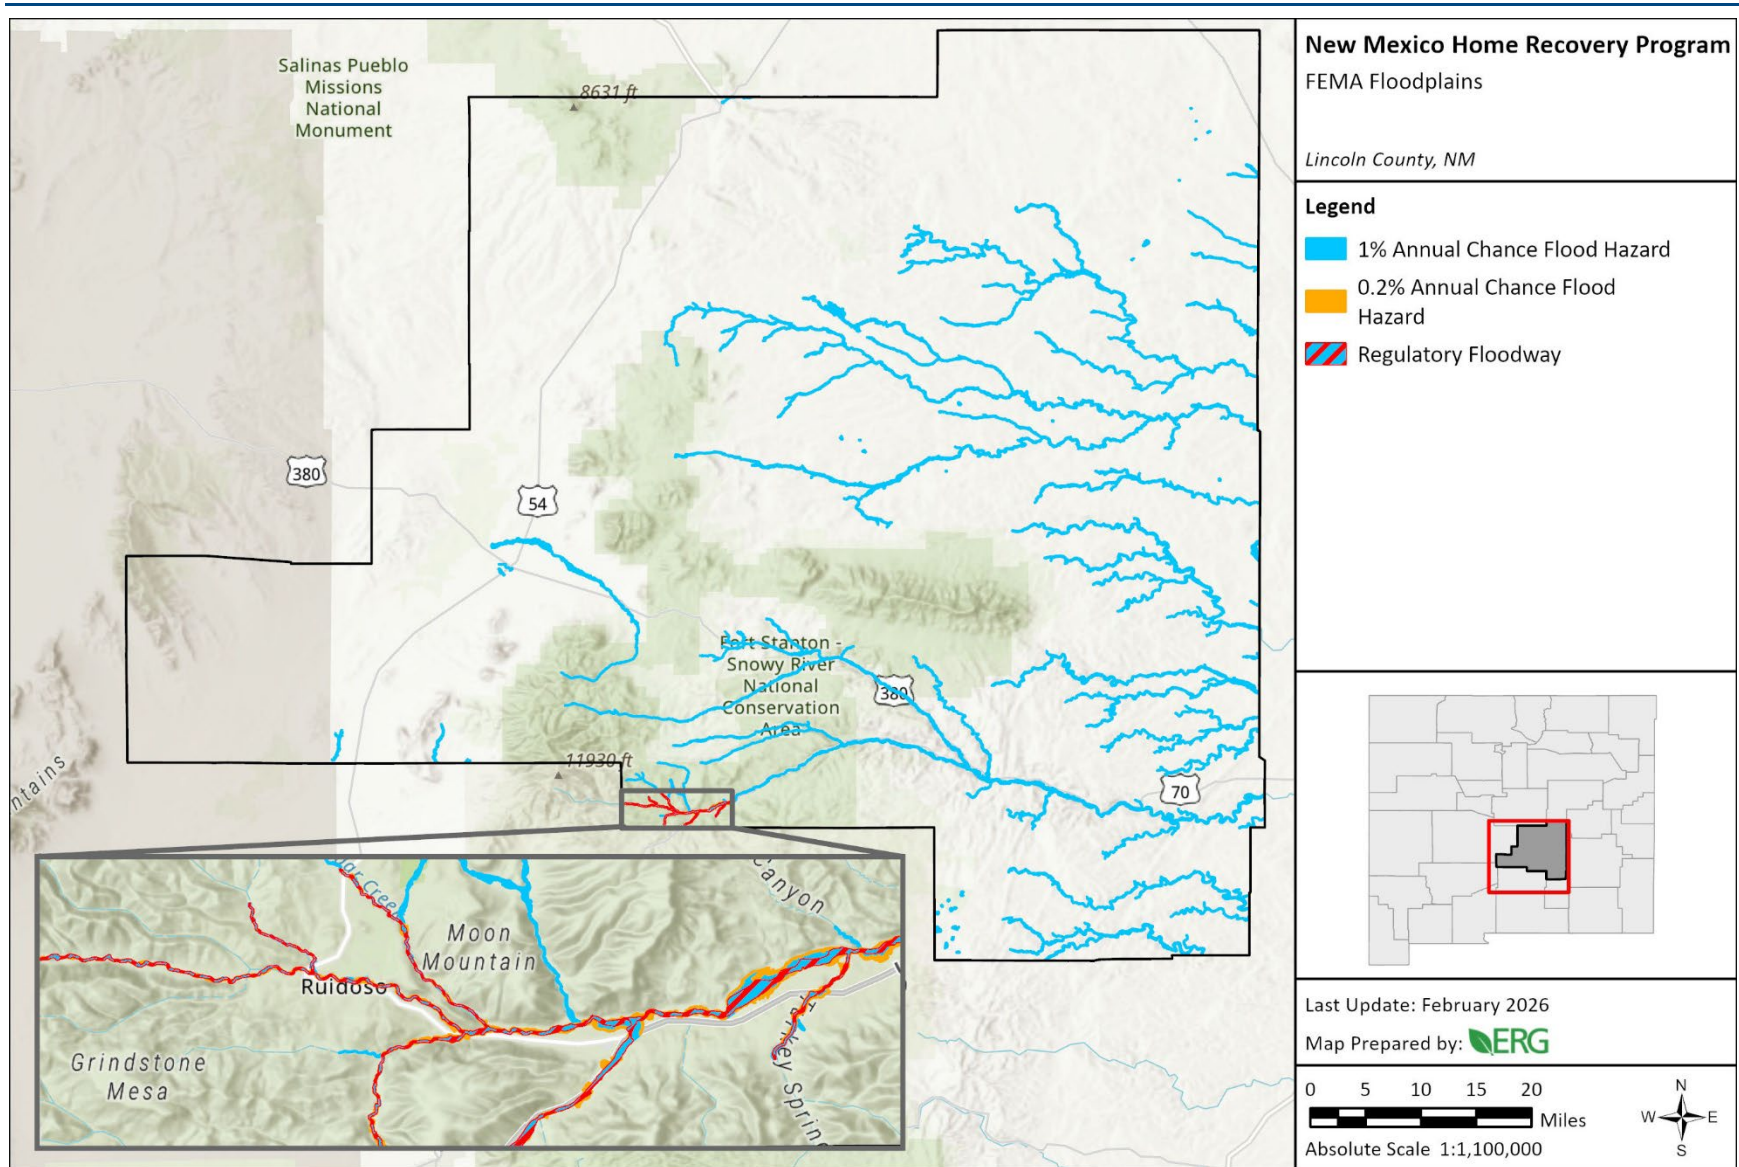 Salinas Pueblo
Missions
National
Monument
8631 ft
380
54
Fort Stanton -
Snowy River
National
Conservation
Area
380
11930 ft
70
ntains
Canyon
Moon
Mountain
Ruidoso
Grindstone
Mesa
New Mexico Home Recovery Program
FEMA Floodplains
Lincoln County, NM
Legend
1% Annual Chance Flood Hazard
0.2% Annual Chance Flood
Hazard
Regulatory Floodway
Last Update: February 2026
Map Prepared by: ERG
0 5 10 15 20
Miles
Absolute Scale 1:1,100,000
N
W E
S